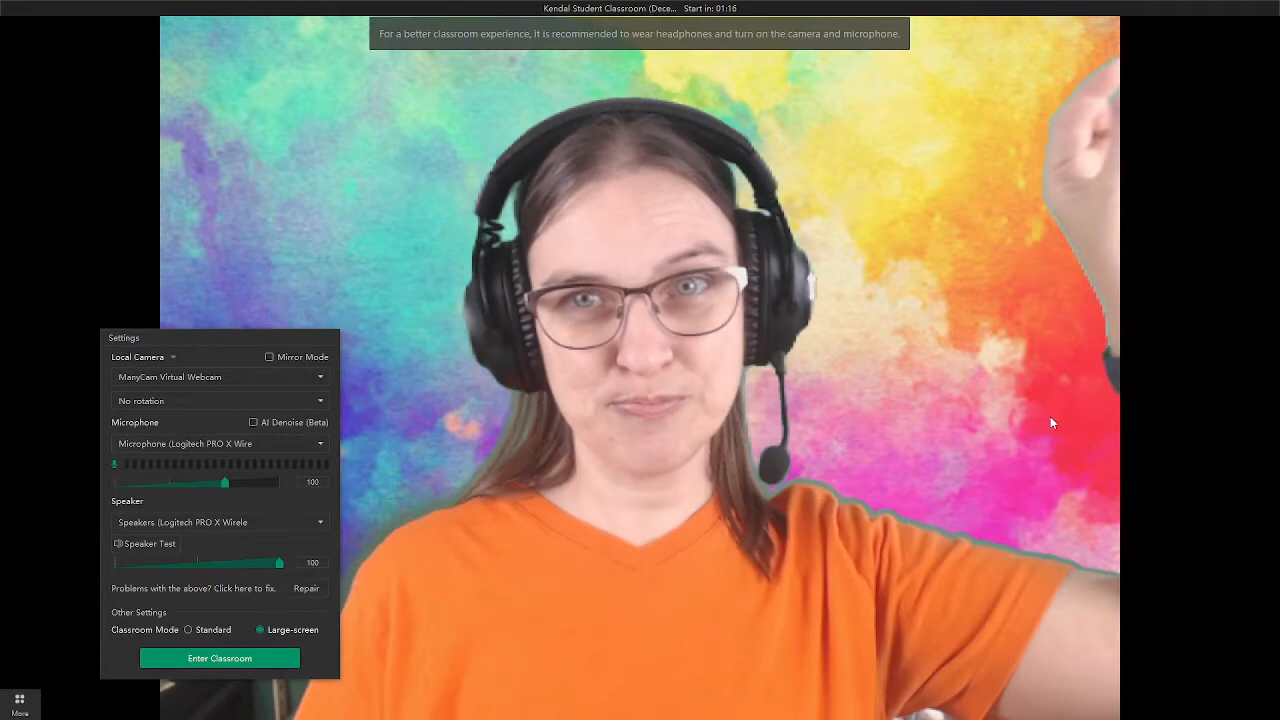 Kendal Student Classroom (Dece... Start in: 01:16
For a better classroom experience, it is recommended to wear headphones and turn on the camera and microphone.
Settings
Local Camera Mirror Mode
ManyCam Virtual Webcam
No rotation
Microphone AI Denoise (Beta)
Microphone (Logitech PRO X Wire
100
Speaker
Speakers (Logitech PRO X Wirele
Speaker Test
100
Problems with the above? Click here to fix. Repair
Other Settings
Classroom Mode Standard Large-screen
Enter Classroom
More